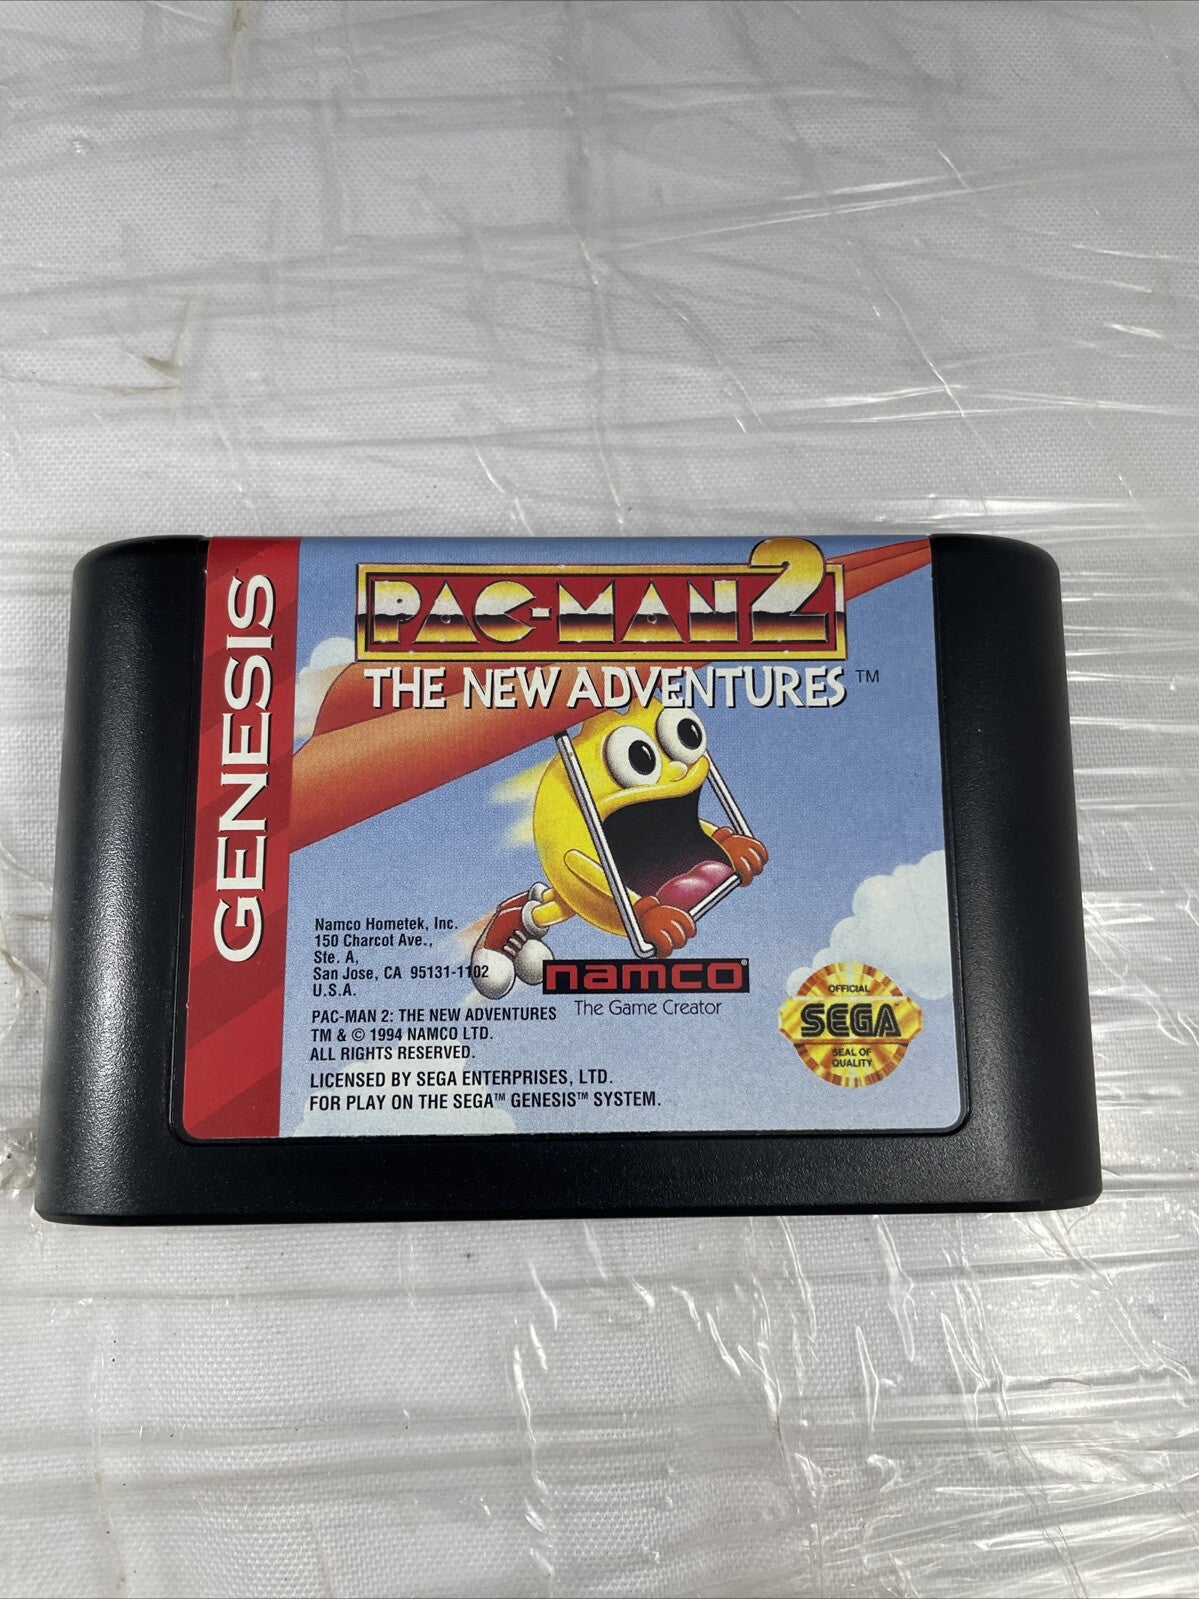 GENESIS
PAC-MAN 2
THE NEW ADVENTURES™
Namco Hometek, Inc.
150 Charcot Ave.,
Ste. A,
San Jose, CA 95131-1102
U.S.A.
PAC-MAN 2: THE NEW ADVENTURES
TM & © 1994 NAMCO LTD.
ALL RIGHTS RESERVED.
LICENSED BY SEGA ENTERPRISES, LTD.
FOR PLAY ON THE SEGA™ GENESIS™ SYSTEM.
namco®
The Game Creator
OFFICIAL
SEGA
SEAL OF
QUALITY